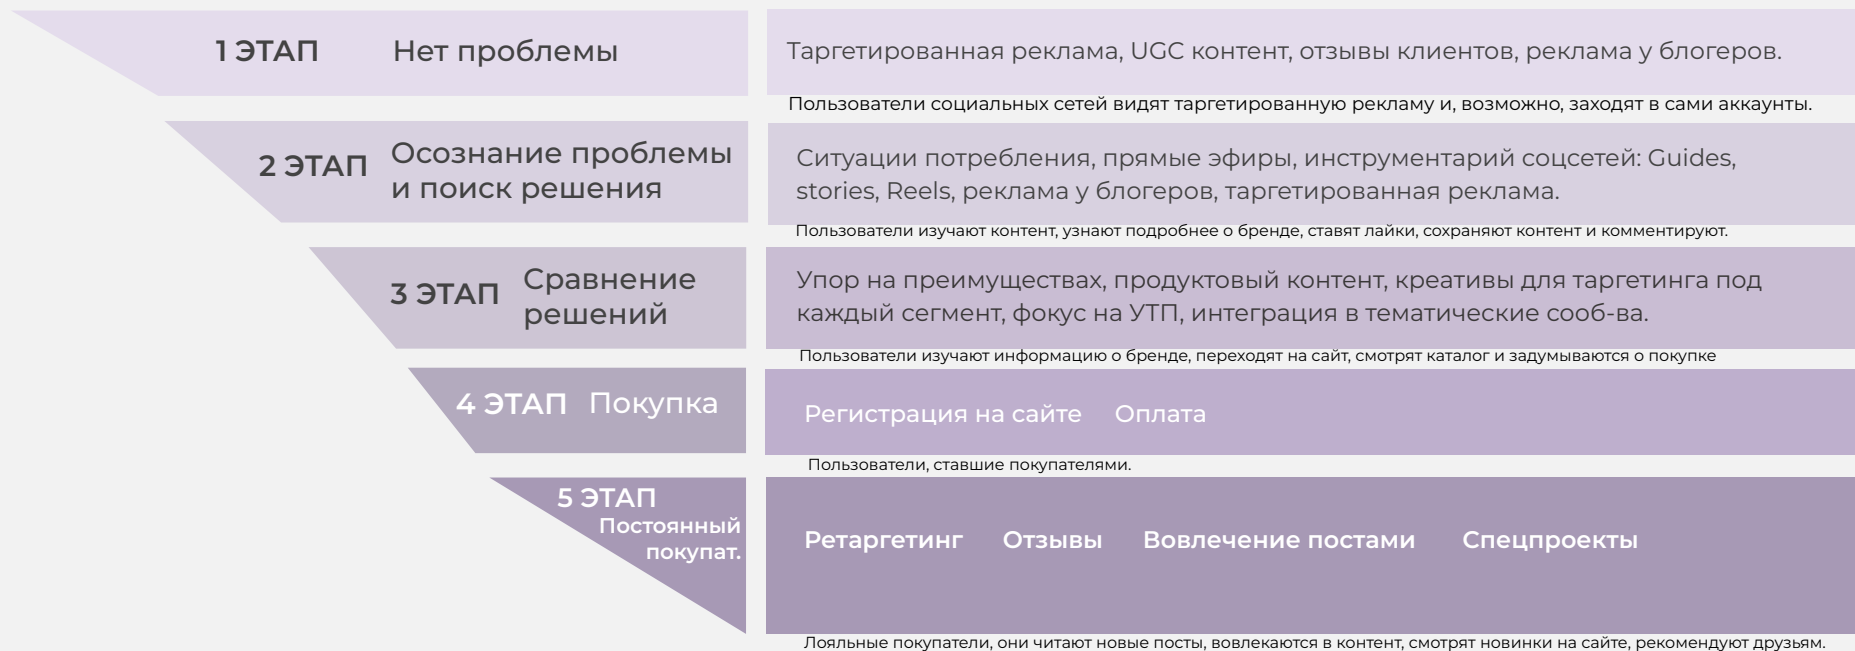 1 ЭТАП
Нет проблемы
Таргетированная реклама, UGC контент, отзывы клиентов, реклама у блогеров.
Пользователи социальных сетей видят таргетированную рекламу и, возможно, заходят в сами аккаунты.
2 ЭТАП
Осознание проблемы
и поиск решения
Ситуации потребления, прямые эфиры, инструментарий соцсетей: Guides,
stories, Reels, реклама у блогеров, таргетированная реклама.
Пользователи изучают контент, узнают подробнее о бренде, ставят лайки, сохраняют контент и комментируют.
3 ЭТАП
Сравнение
решений
Упор на преимуществах, продуктовый контент, креативы для таргетинга под
каждый сегмент, фокус на УТП, интеграция в тематические сооб-ва.
Пользователи изучают информацию о бренде, переходят на сайт, смотрят каталог и задумываются о покупке
4 ЭТАП
Покупка
Регистрация на сайте
Оплата
Пользователи, ставшие покупателями.
5 ЭТАП
Постоянный
покупат.
Ретаргетинг
Отзывы
Вовлечение постами
Спецпроекты
Лояльные покупатели, они читают новые посты, вовлекаются в контент, смотрят новинки на сайте, рекомендуют друзьям.